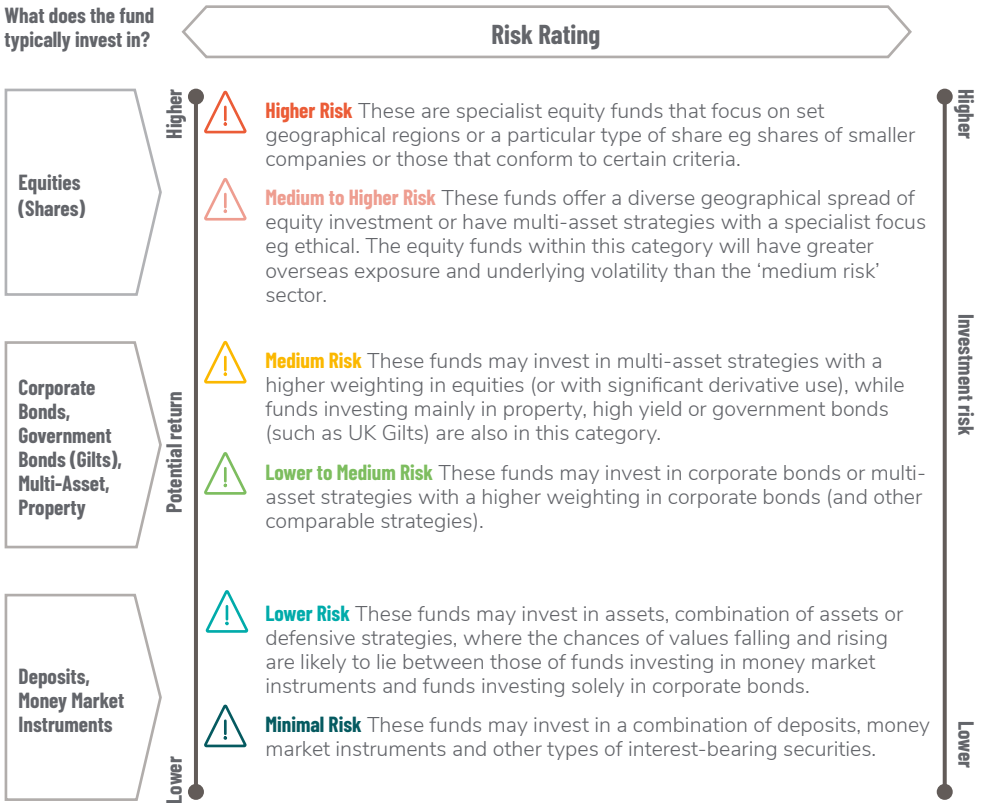 What does the fund
typically invest in?
Risk Rating
Equities
(Shares)
Corporate
Bonds,
Government
Bonds (Gilts),
Multi-Asset,
Property
Deposits,
Money Market
Instruments
Higher
Potential return
Lower
Higher Risk These are specialist equity funds that focus on set
geographical regions or a particular type of share eg shares of smaller
companies or those that conform to certain criteria.
Medium to Higher Risk These funds offer a diverse geographical spread of
equity investment or have multi-asset strategies with a specialist focus
eg ethical. The equity funds within this category will have greater
overseas exposure and underlying volatility than the ‘medium risk’
sector.
Medium Risk These funds may invest in multi-asset strategies with a
higher weighting in equities (or with significant derivative use), while
funds investing mainly in property, high yield or government bonds
(such as UK Gilts) are also in this category.
Lower to Medium Risk These funds may invest in corporate bonds or multi-
asset strategies with a higher weighting in corporate bonds (and other
comparable strategies).
Lower Risk These funds may invest in assets, combination of assets or
defensive strategies, where the chances of values falling and rising
are likely to lie between those of funds investing in money market
instruments and funds investing solely in corporate bonds.
Minimal Risk These funds may invest in a combination of deposits, money
market instruments and other types of interest-bearing securities.
Higher
Investment risk
Lower